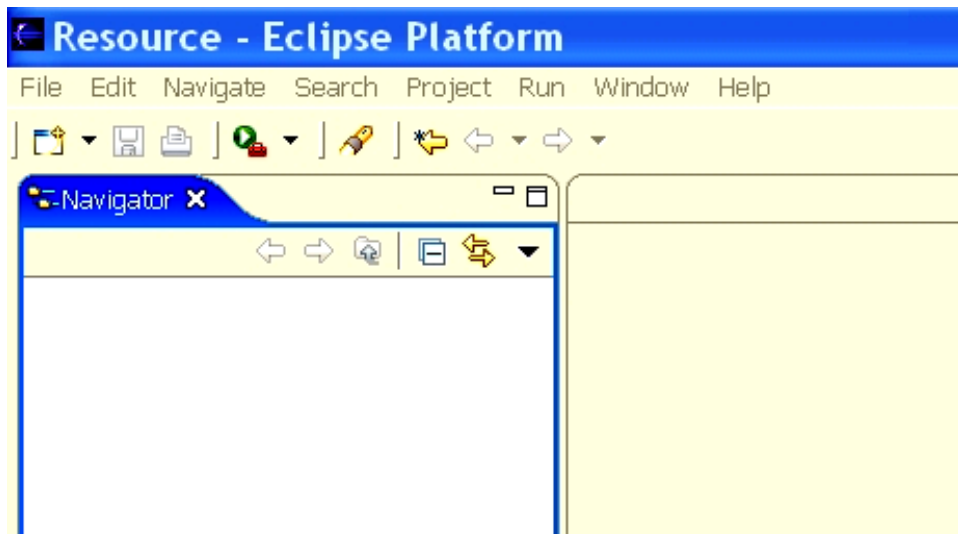 Resource - Eclipse Platform
File Edit Navigate Search Project Run Window Help
Navigator